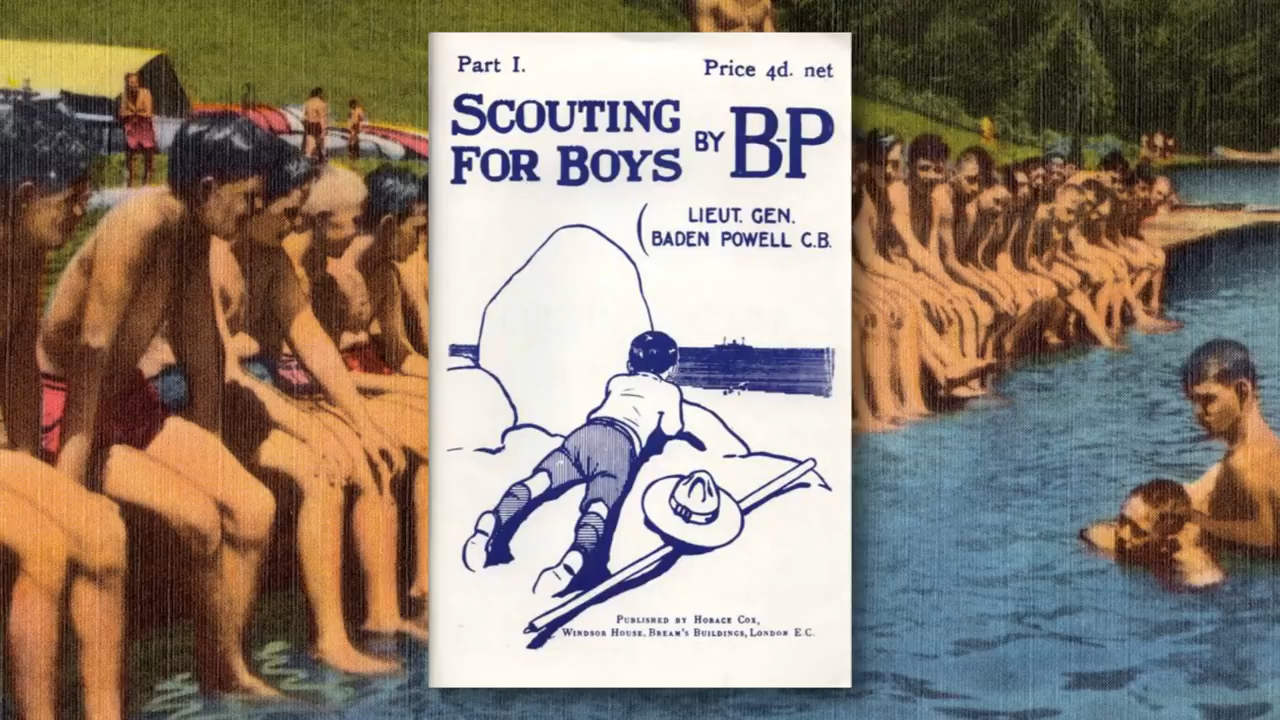 Part I.
Price 4d. net
SCOUTING
FOR BOYS
BY B-P
(LIEUT. GEN.
BADEN POWELL C.B.
PUBLISHED BY HORACE COX,
WINDSOR HOUSE, BREAM'S BUILDINGS, LONDON E.C.